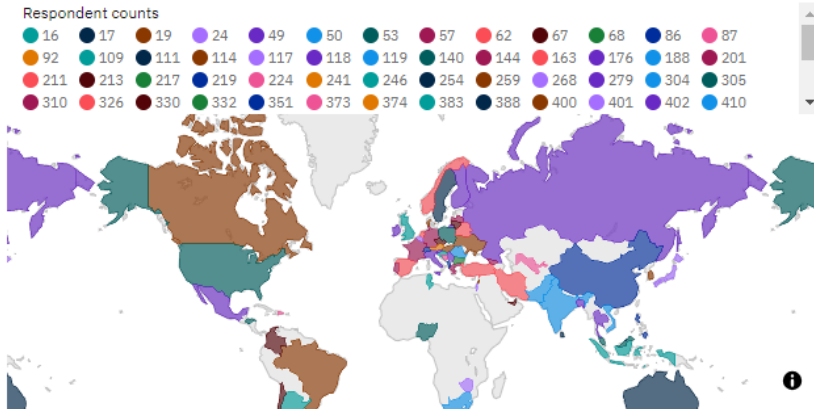 Respondent counts
16 17 19 24 49 50 53 57 62 67 68 86 87
92 109 111 114 117 118 119 140 144 163 176 188 201
211 213 217 219 224 241 246 254 259 268 279 304 305
310 326 330 332 351 373 374 383 388 400 401 402 410
i